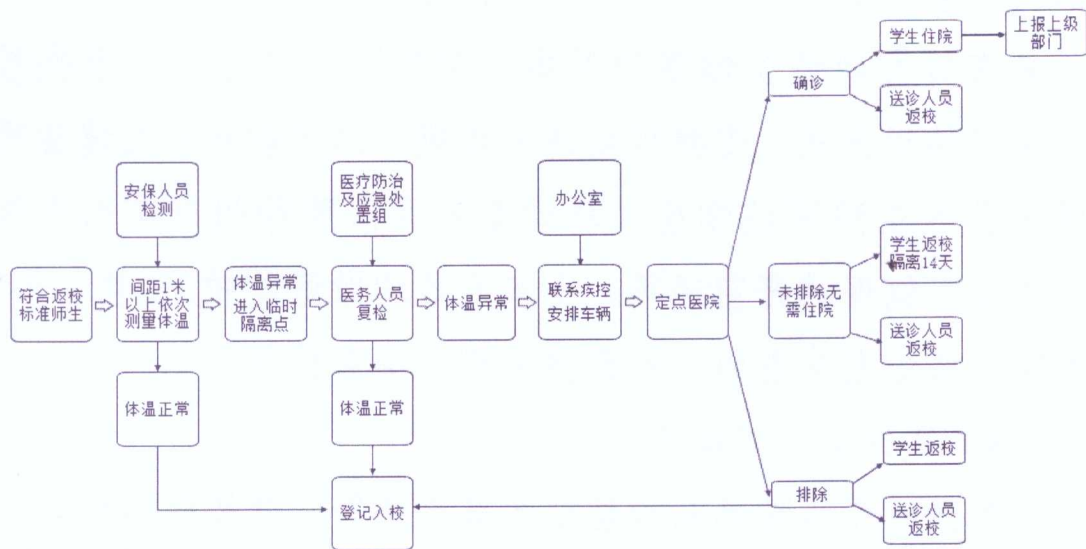 学生住院
上报上级
部门
确诊
送诊人员
返校
安保人员
检测
医疗防治
及应急处
置组
办公室
符合返校
标准师生
间距1米
以上依次
测量体温
体温异常
进入临时
隔离点
医务人员
复检
体温异常
联系疾控
安排车辆
定点医院
未排除无
需住院
学生返校
隔离14天
送诊人员
返校
体温正常
体温正常
登记入校
排除
学生返校
送诊人员
返校